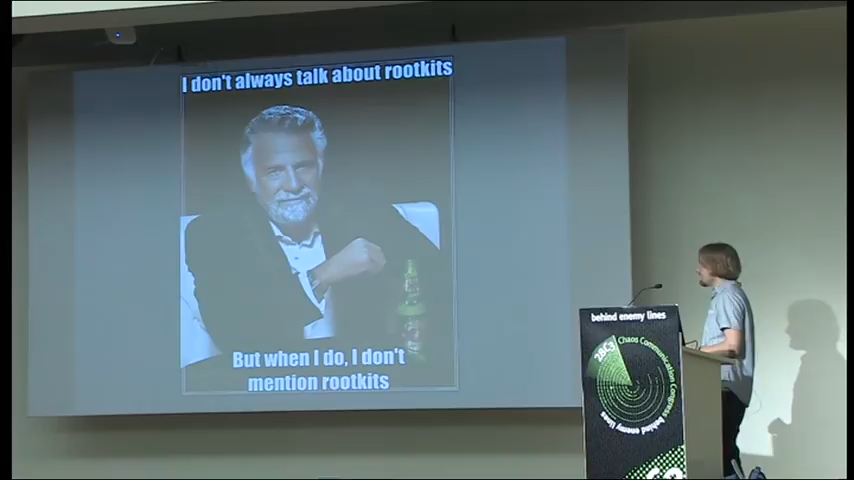 I don't always talk about rootkits
But when I do, I don't
mention rootkits
behind enemy lines
28C3
Chaos Communication Congress behind enemy lines